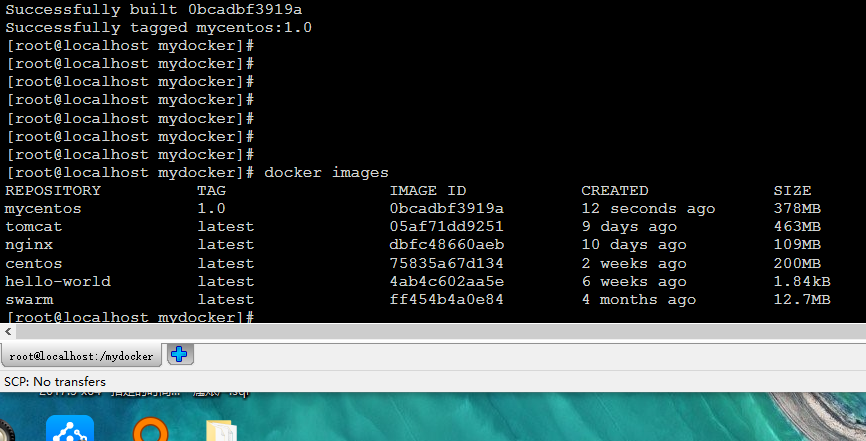 Successfully built 0bcadbf3919a
Successfully tagged mycentos:1.0
[root@localhost mydocker]#
[root@localhost mydocker]#
[root@localhost mydocker]#
[root@localhost mydocker]#
[root@localhost mydocker]#
[root@localhost mydocker]#
[root@localhost mydocker]#
[root@localhost mydocker]# docker images
REPOSITORY TAG IMAGE ID CREATED SIZE
mycentos 1.0 0bcadbf3919a 12 seconds ago 378MB
tomcat latest 05af71dd9251 9 days ago 463MB
nginx latest dbfc48660aeb 10 days ago 109MB
centos latest 75835a67d134 2 weeks ago 200MB
hello-world latest 4ab4c602aa5e 6 weeks ago 1.84kB
swarm latest ff454b4a0e84 4 months ago 12.7MB
[root@localhost mydocker]#
root@localhost:/mydocker
SCP: No transfers